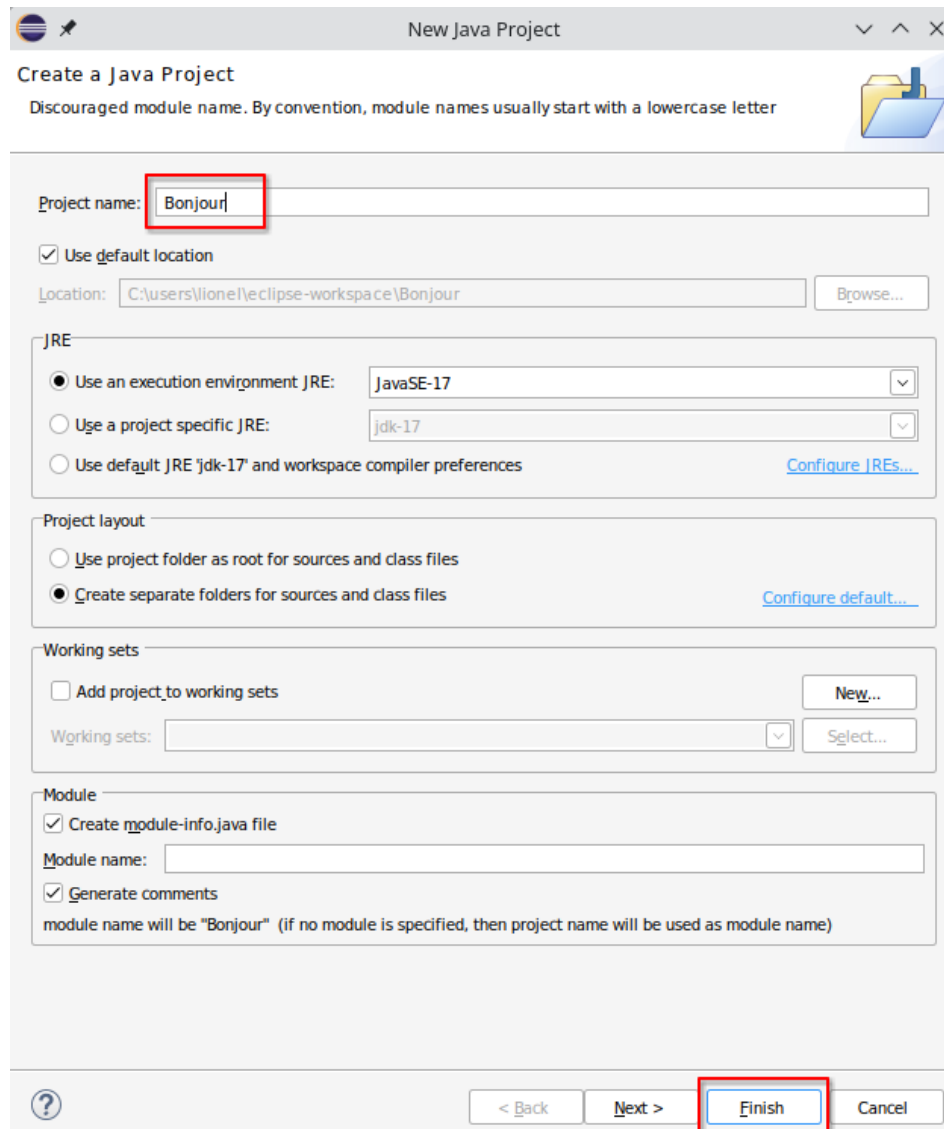 New Java Project
Create a Java Project
Discouraged module name. By convention, module names usually start with a lowercase letter
Project name: Bonjour
Use default location
Location: C:\users\lionel\eclipse-workspace\Bonjour Browse...
JRE
Use an execution environment JRE: JavaSE-17
Use a project specific JRE: jdk-17
Use default JRE 'jdk-17' and workspace compiler preferences Configure JREs...
Project layout
Use project folder as root for sources and class files
Create separate folders for sources and class files Configure default...
Working sets
Add project to working sets New...
Working sets: Select...
Module
Create module-info.java file
Module name:
Generate comments
module name will be "Bonjour" (if no module is specified, then project name will be used as module name)
? < Back Next > Finish Cancel